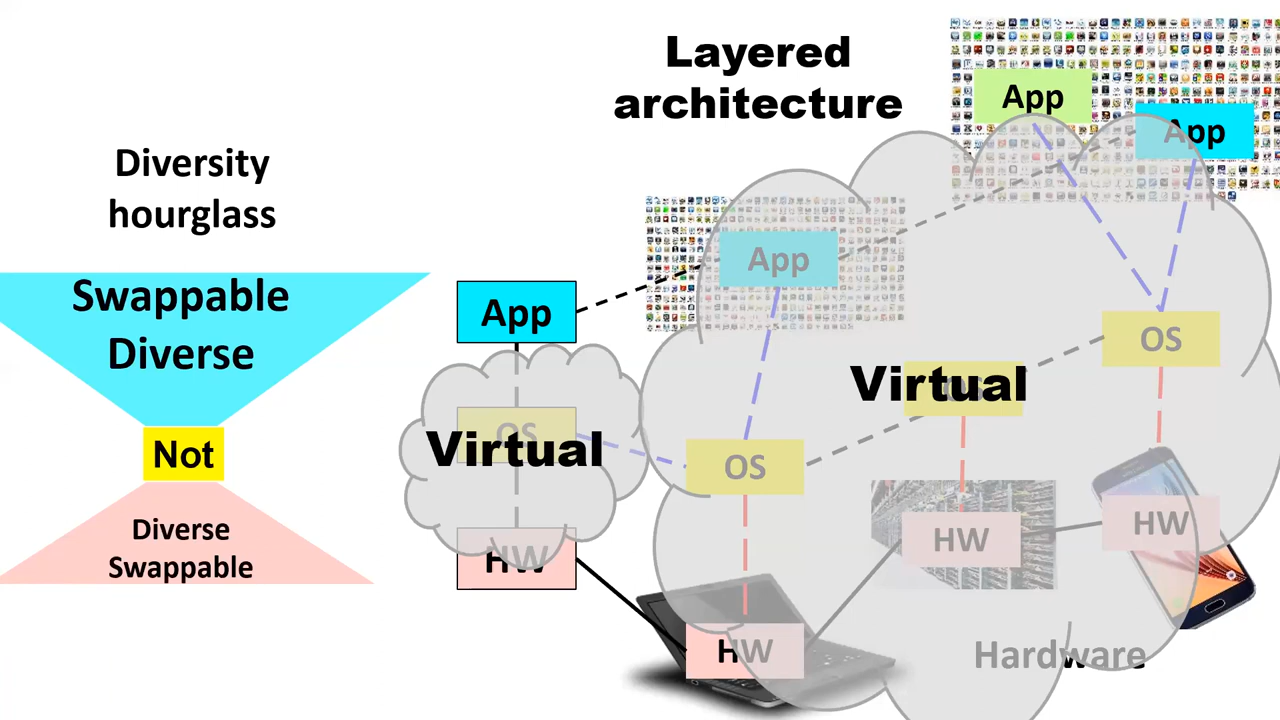 Layered
architecture
Diversity
hourglass
Swappable
Diverse
Not
Diverse
Swappable
App
OS
Virtual
HW
App
OS
HW
App
App
OS
Virtual
OS
HW
HW
Hardware